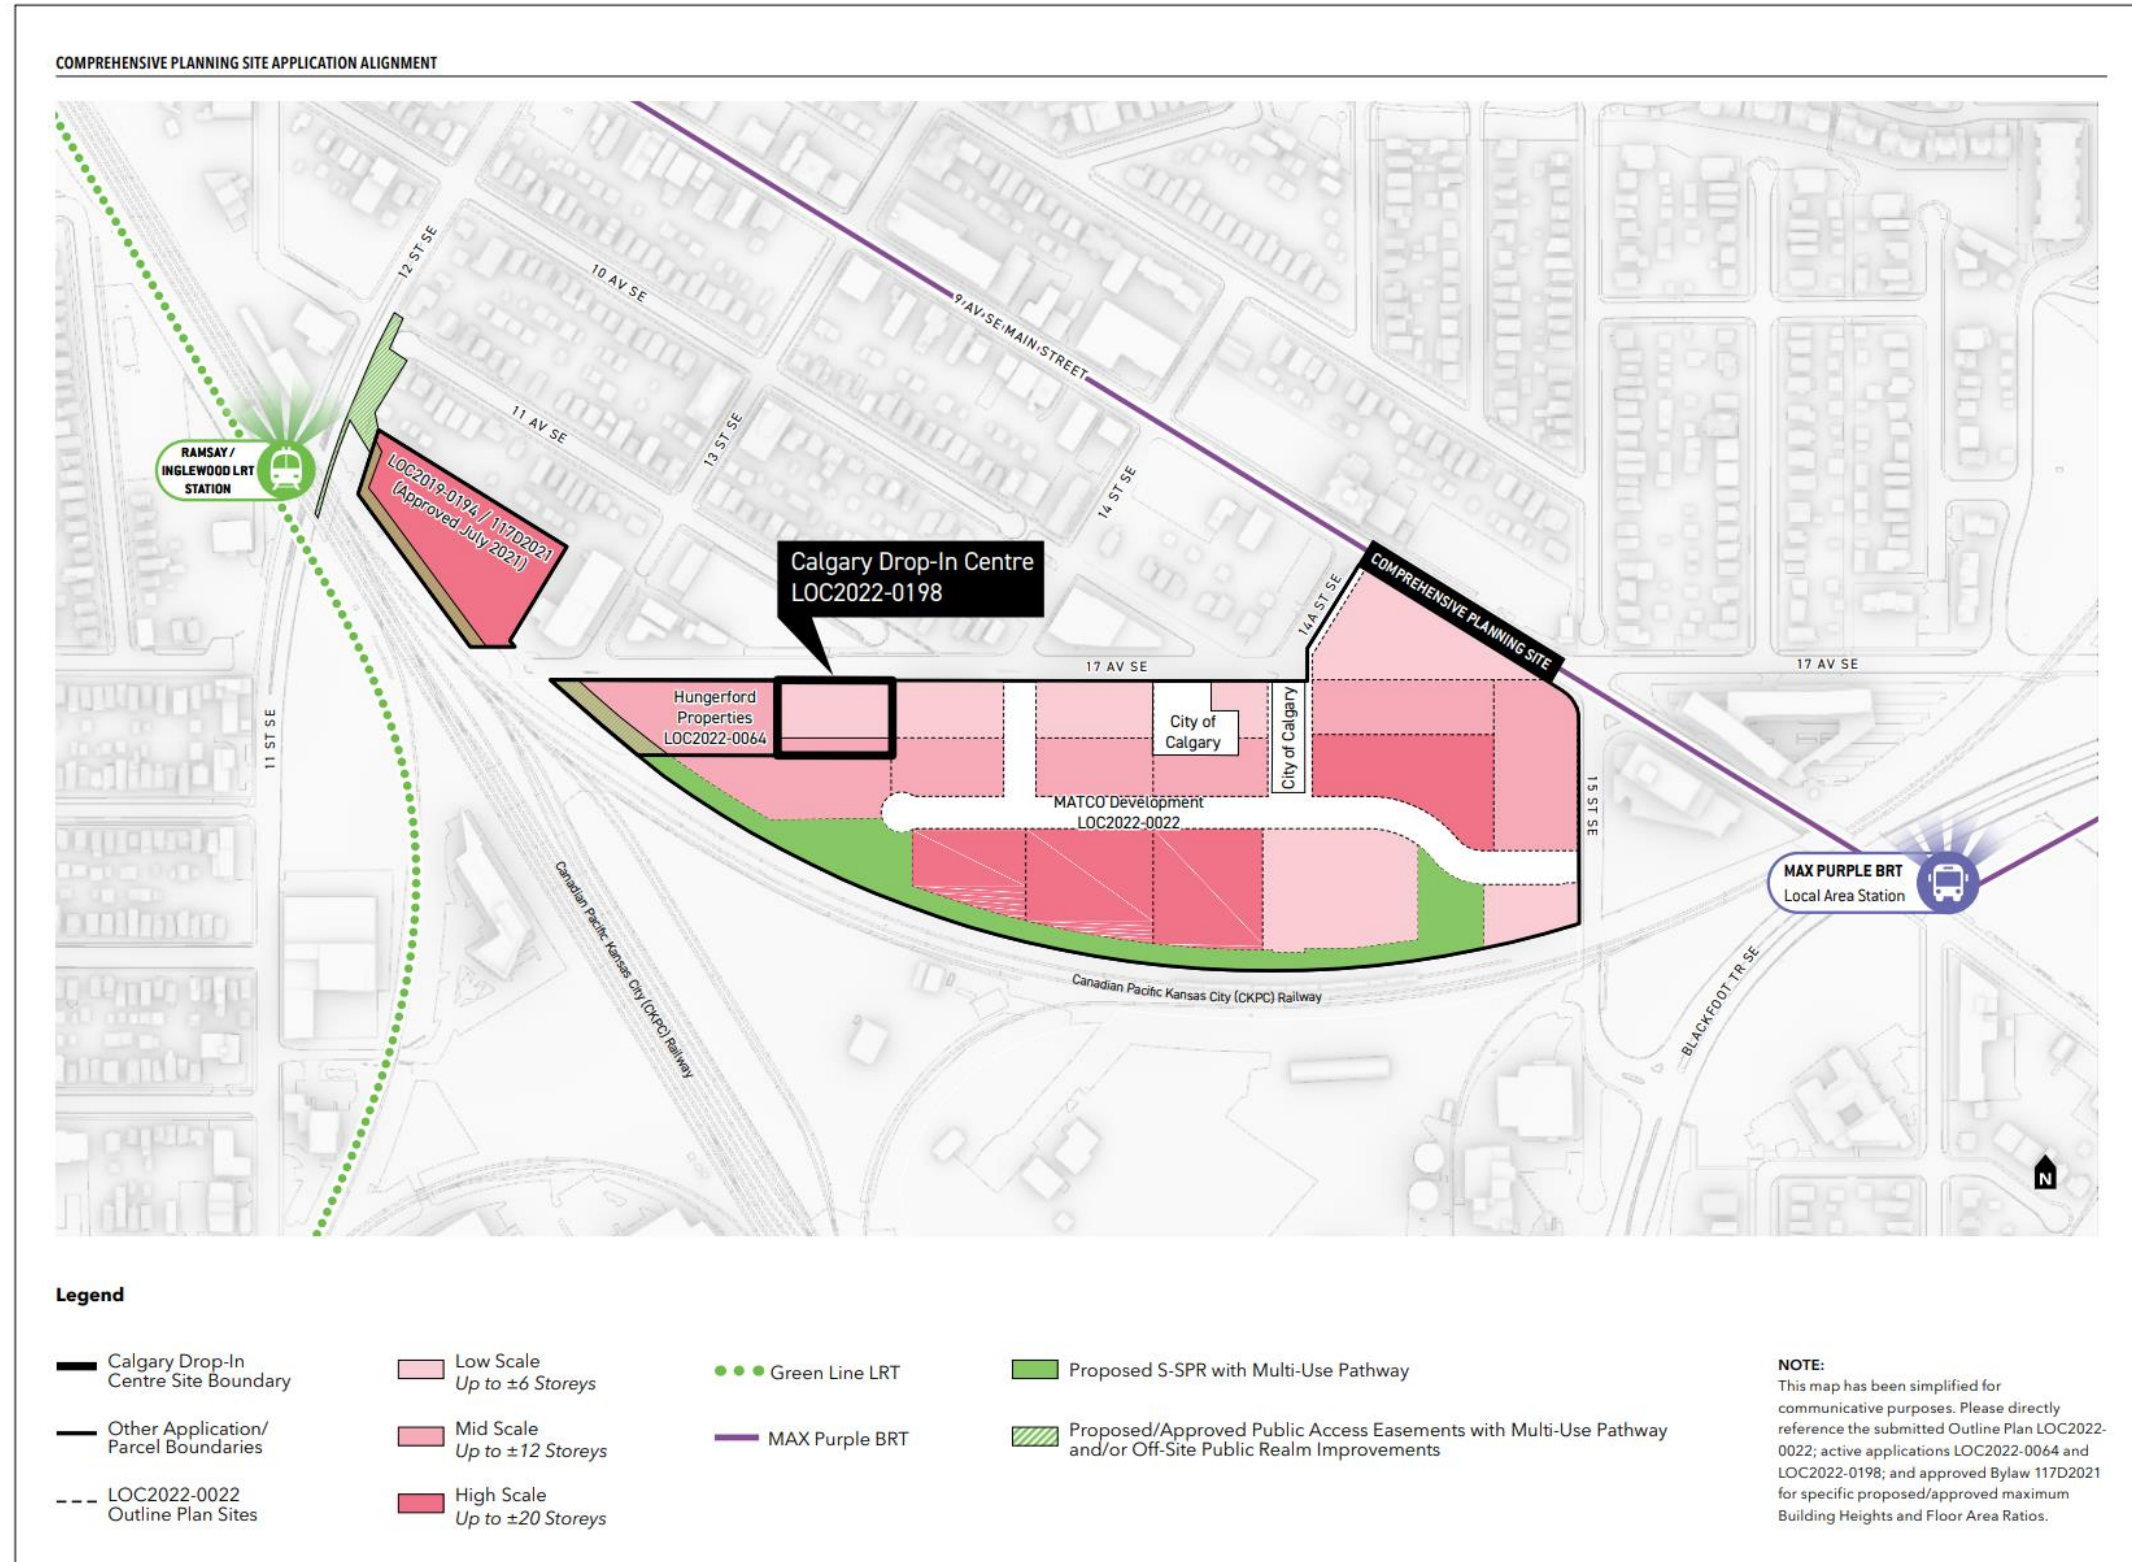 COMPREHENSIVE PLANNING SITE APPLICATION ALIGNMENT
12 ST SE
10 AV SE
9 AV SE MAIN STREET
11 AV SE
13 ST SE
14 ST SE
RAMSAY /
INGLEWOOD LRT
STATION
LOC2019-0194 / 117D2021
(Approved July 2021)
Calgary Drop-In Centre
LOC2022-0198
14A ST SE
COMPREHENSIVE PLANNING SITE
17 AV SE
17 AV SE
Hungerford
Properties
LOC2022-0064
City of
Calgary
City of Calgary
11 ST SE
MATCO Development
LOC2022-0022
15 ST SE
MAX PURPLE BRT
Local Area Station
Canadian Pacific Kansas City (CKPC) Railway
Canadian Pacific Kansas City (CKPC) Railway
BLACKFOOT TR SE
N
Legend
Calgary Drop-In
Centre Site Boundary
Other Application/
Parcel Boundaries
LOC2022-0022
Outline Plan Sites
Low Scale
Up to ±6 Storeys
Mid Scale
Up to ±12 Storeys
High Scale
Up to ±20 Storeys
Green Line LRT
MAX Purple BRT
Proposed S-SPR with Multi-Use Pathway
Proposed/Approved Public Access Easements with Multi-Use Pathway
and/or Off-Site Public Realm Improvements
NOTE:
This map has been simplified for
communicative purposes. Please directly
reference the submitted Outline Plan LOC2022-
0022; active applications LOC2022-0064 and
LOC2022-0198; and approved Bylaw 117D2021
for specific proposed/approved maximum
Building Heights and Floor Area Ratios.